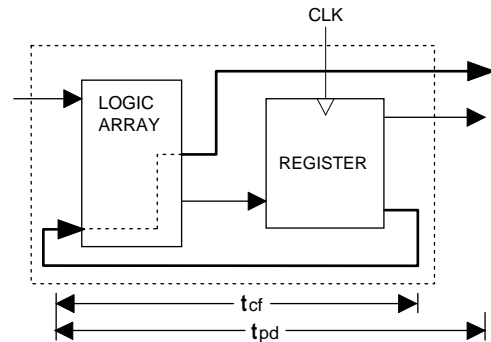 CLK
LOGIC
ARRAY
REGISTER
tcf
tpd